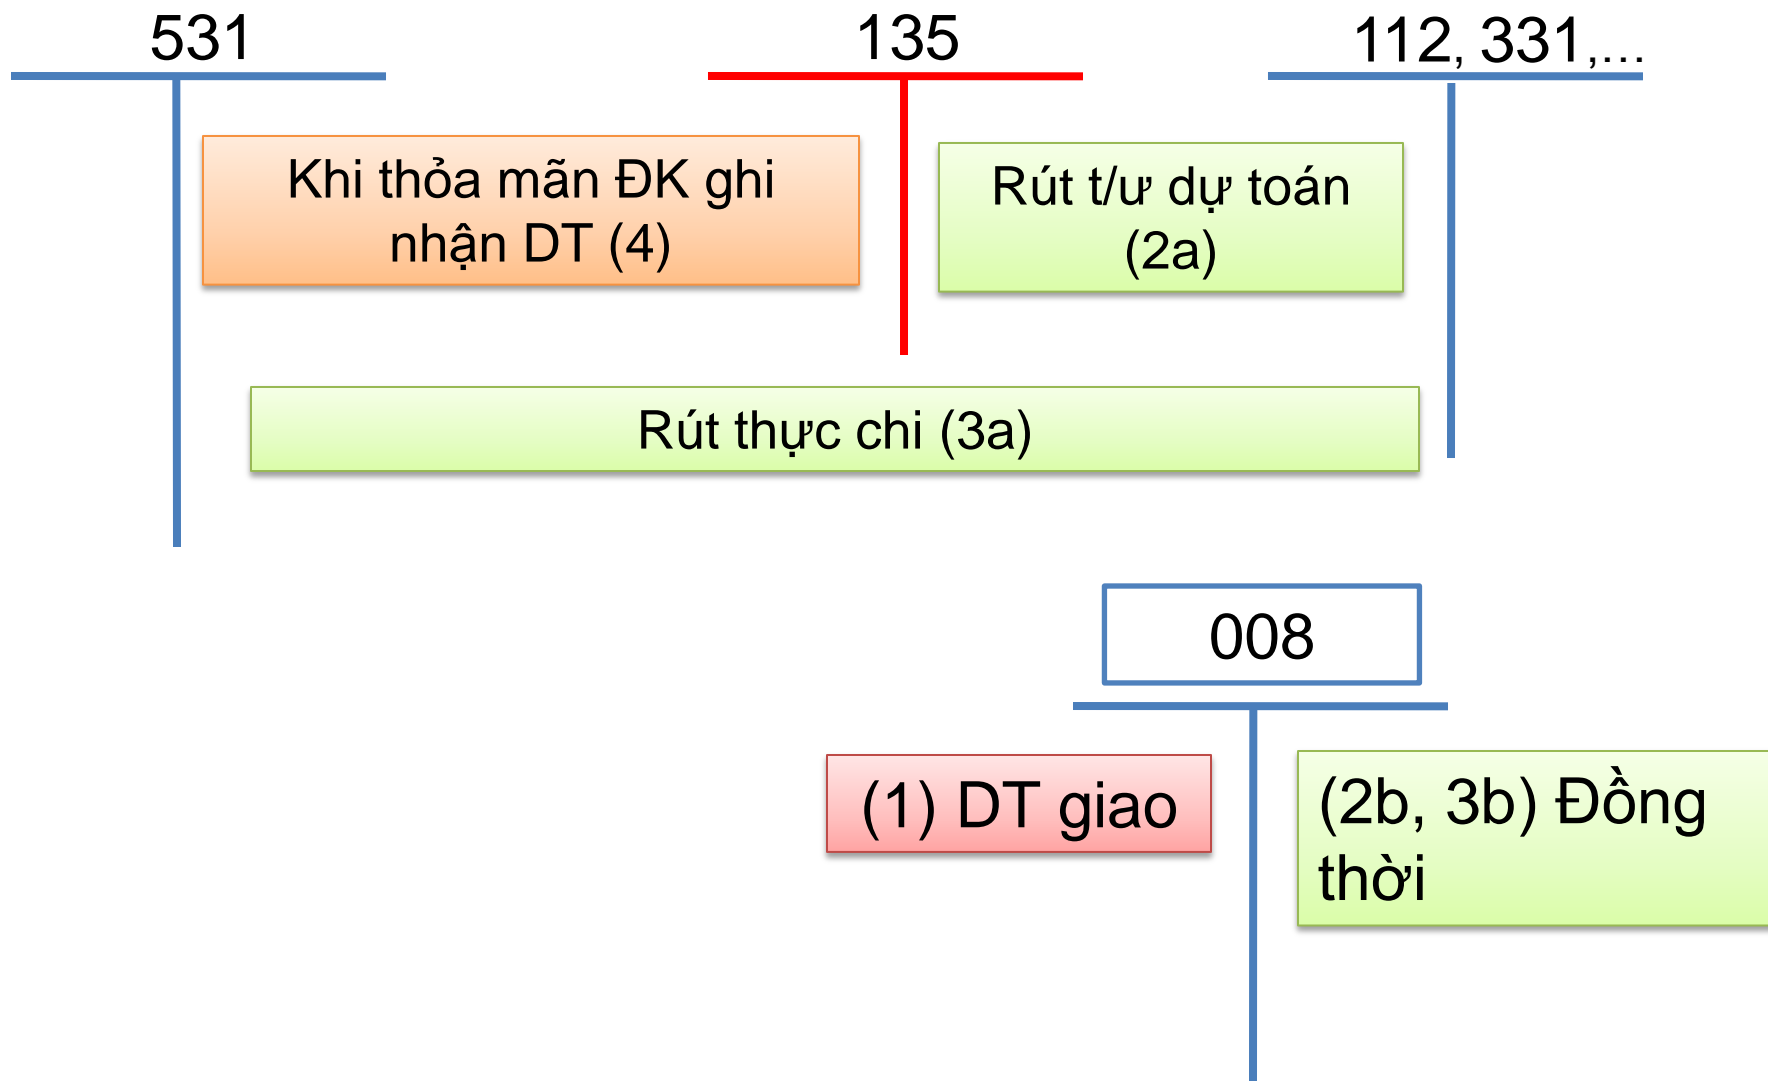 531
135
112, 331,...
Khi thỏa mãn ĐK ghi
nhận DT (4)
Rút t/ư dự toán
(2a)
Rút thực chi (3a)
008
(1) DT giao
(2b, 3b) Đồng
thời